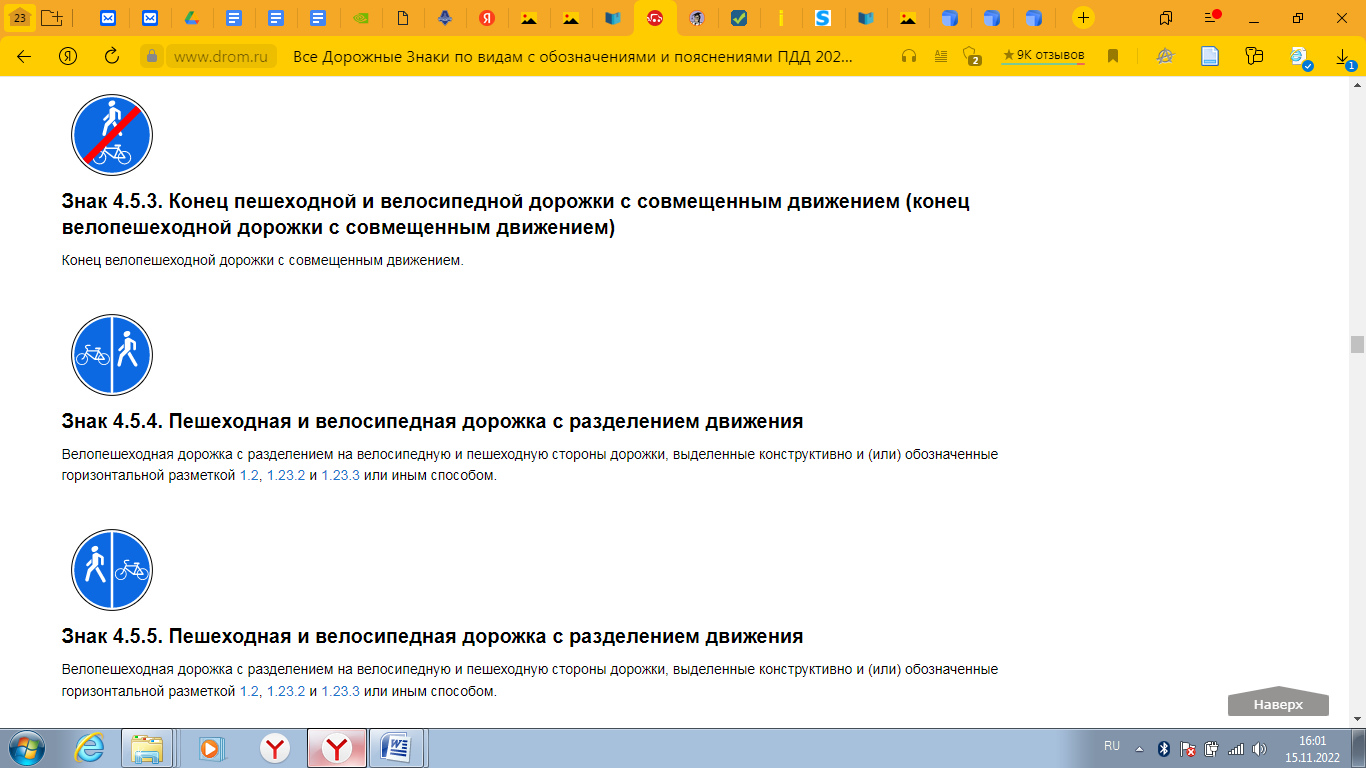 23
www.drom.ru
Все Дорожные Знаки по видам с обозначениями и пояснениями ПДД 202...
2
★ 9K отзывов
1
Знак 4.5.3. Конец пешеходной и велосипедной дорожки с совмещенным движением (конец
велопешеходной дорожки с совмещенным движением)
Конец велопешеходной дорожки с совмещенным движением.
Знак 4.5.4. Пешеходная и велосипедная дорожка с разделением движения
Велопешеходная дорожка с разделением на велосипедную и пешеходную стороны дорожки, выделенные конструктивно и (или) обозначенные
горизонтальной разметкой 1.2, 1.23.2 и 1.23.3 или иным способом.
Знак 4.5.5. Пешеходная и велосипедная дорожка с разделением движения
Велопешеходная дорожка с разделением на велосипедную и пешеходную стороны дорожки, выделенные конструктивно и (или) обозначенные
горизонтальной разметкой 1.2, 1.23.2 и 1.23.3 или иным способом.
Наверх
RU
16:01
15.11.2022